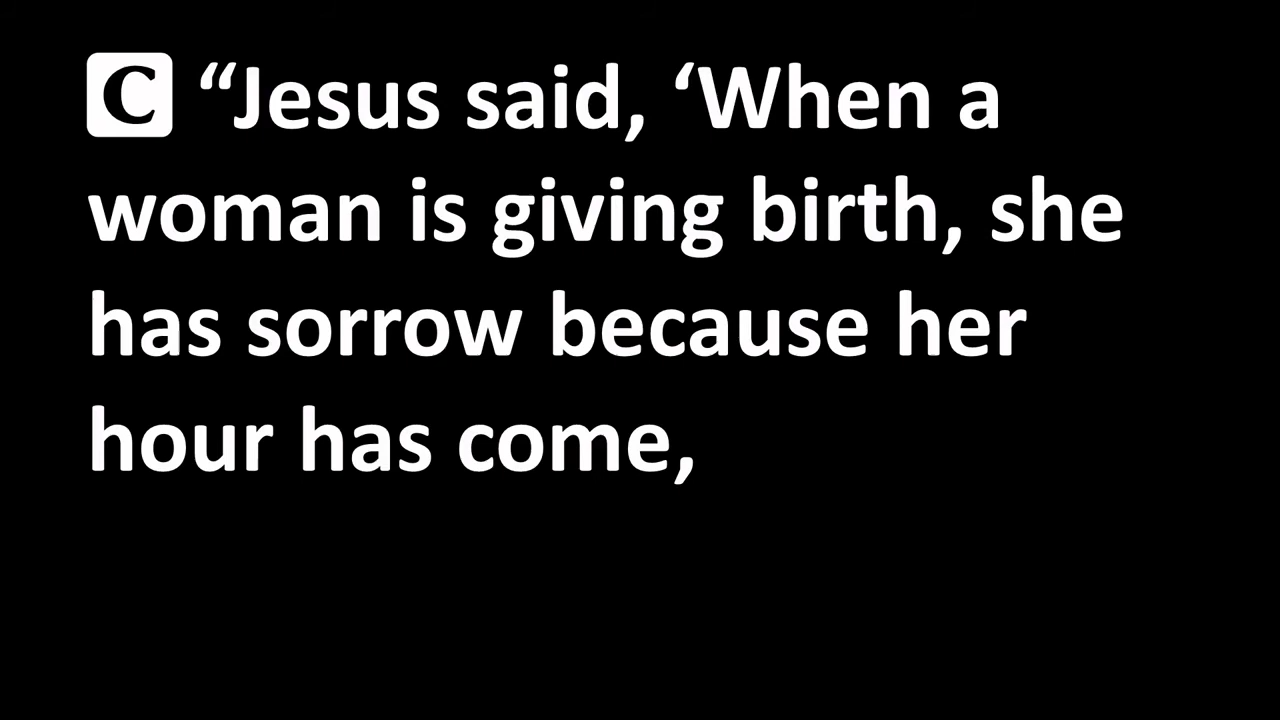 C “Jesus said, ‘When a
woman is giving birth, she
has sorrow because her
hour has come,